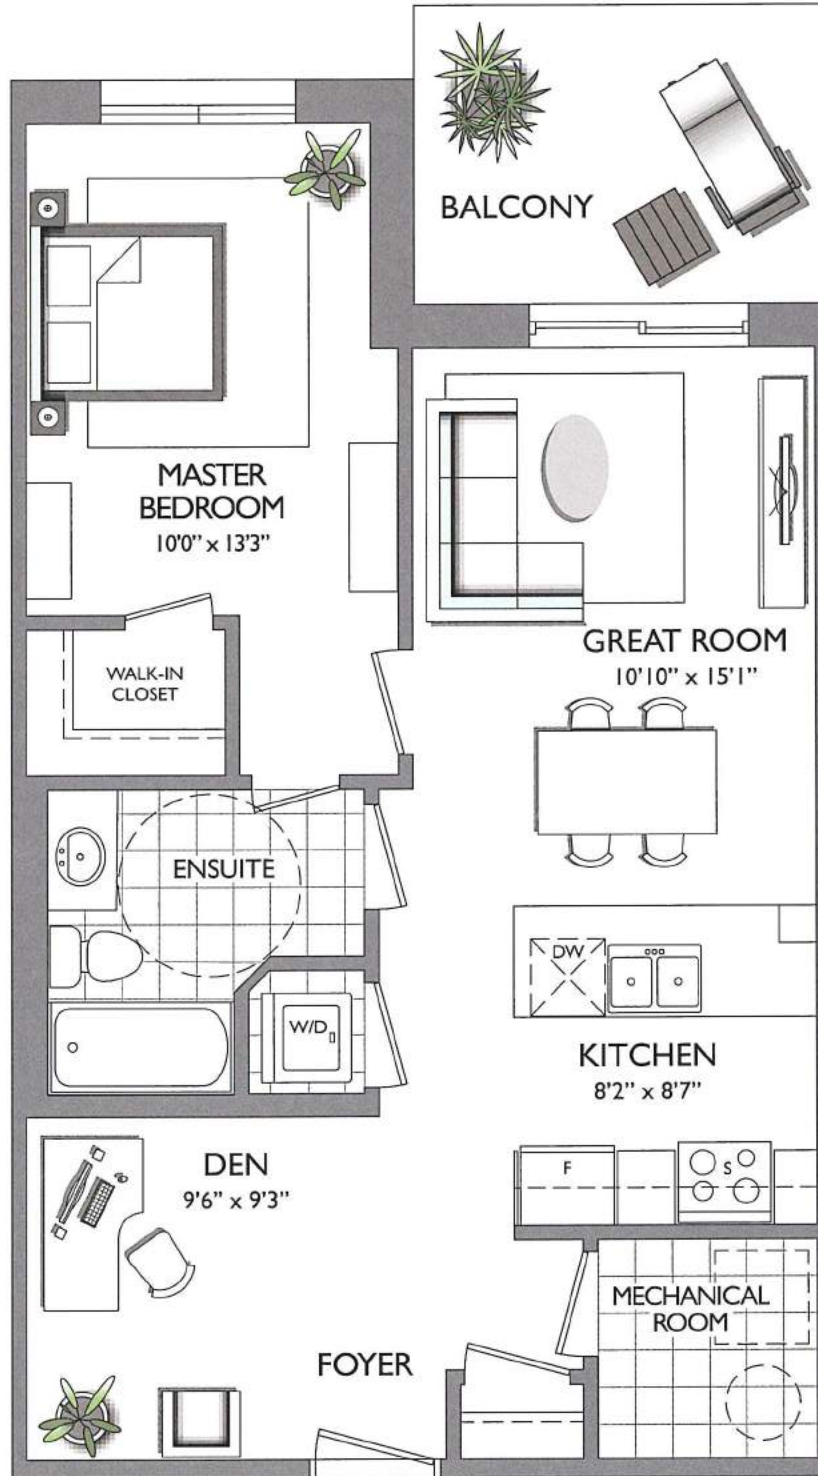 BALCONY
MASTER
BEDROOM
10'0" x 13'3"
WALK-IN
CLOSET
GREAT ROOM
10'10" x 15'1"
ENSUITE
W/D
DW
KITCHEN
8'2" x 8'7"
F
S
DEN
9'6" x 9'3"
MECHANICAL
ROOM
FOYER